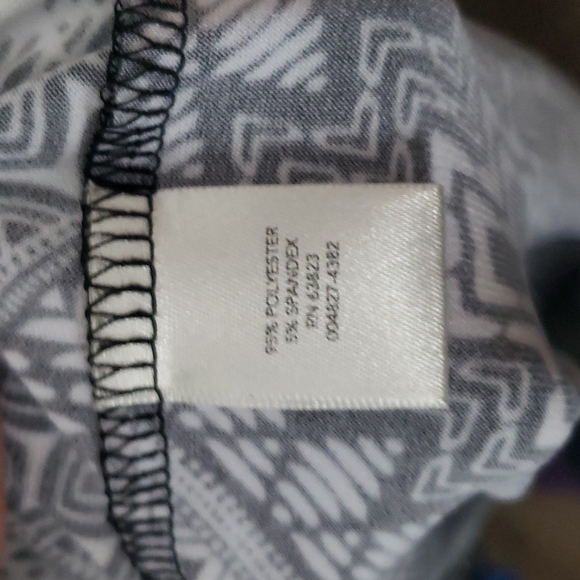 95% POLYESTER
5% SPANDEX
RN 63823
004827-4382